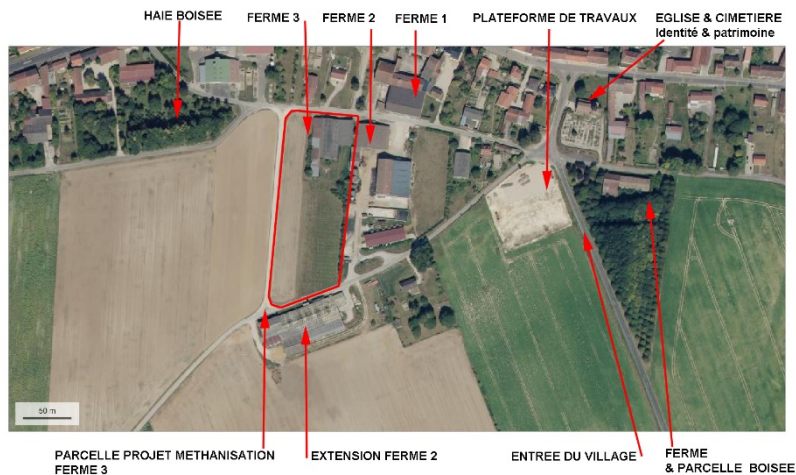 HAIE BOISEE
FERME 3
FERME 2
FERME 1
PLATEFORME DE TRAVAUX
EGLISE & CIMETIERE
Identité & patrimoine
50 m
PARCELLE PROJET METHANISATION
FERME 3
EXTENSION FERME 2
ENTREE DU VILLAGE
FERME
& PARCELLE BOISEE